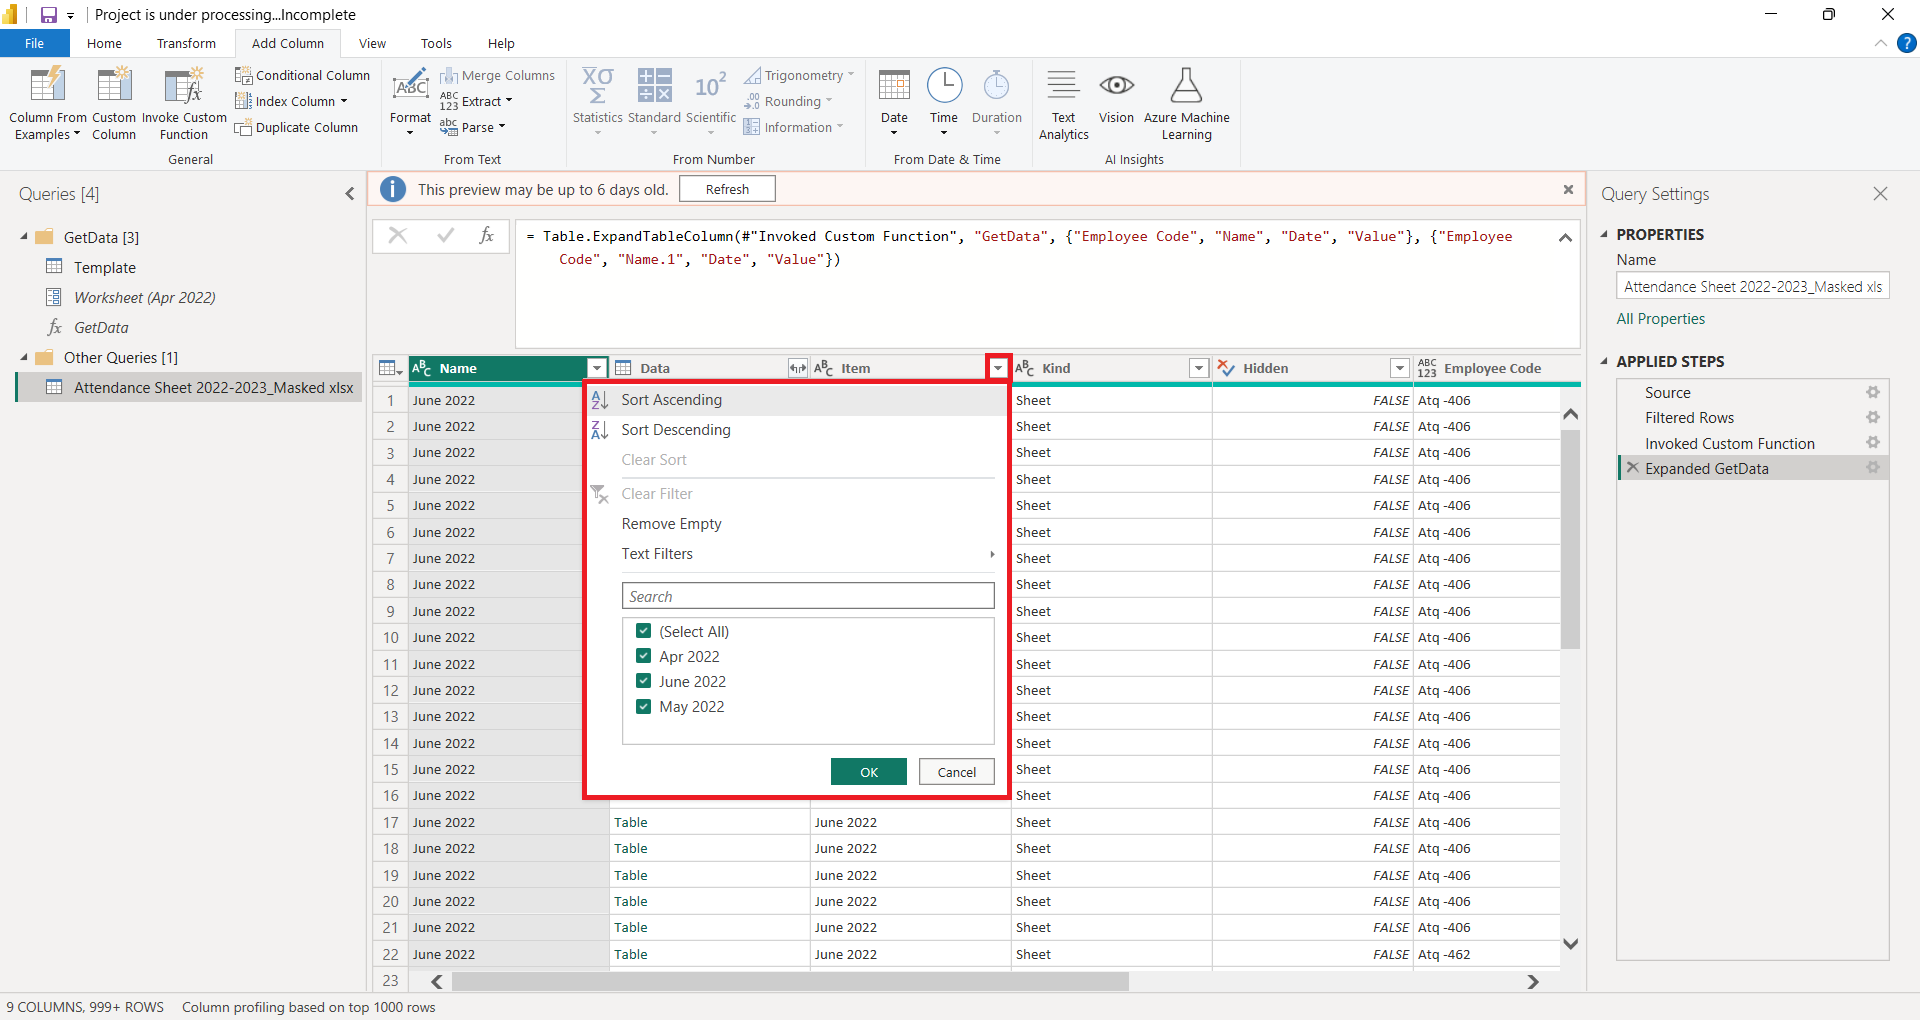 Project is under processing...Incomplete
File Home Transform Add Column View Tools Help
Column From Examples
Custom Column
Invoke Custom Function
Conditional Column
Index Column
Duplicate Column
General
Format
Merge Columns
Extract
Parse
From Text
Statistics
Standard
Scientific
Trigonometry
Rounding
Information
From Number
Date
Time
Duration
From Date & Time
Text Analytics
Vision
Azure Machine Learning
AI Insights
Queries [4]
GetData [3]
Template
Worksheet (Apr 2022)
GetData
Other Queries [1]
Attendance Sheet 2022-2023_Masked xlsx
This preview may be up to 6 days old. Refresh
= Table.ExpandTableColumn(#"Invoked Custom Function", "GetData", {"Employee Code", "Name", "Date", "Value"}, {"Employee
Code", "Name.1", "Date", "Value"})
Name Data Item Kind Hidden Employee Code
1 June 2022 Sheet FALSE Atq -406
2 June 2022 Sheet FALSE Atq -406
3 June 2022 Sheet FALSE Atq -406
4 June 2022 Sheet FALSE Atq -406
5 June 2022 Sheet FALSE Atq -406
6 June 2022 Sheet FALSE Atq -406
7 June 2022 Sheet FALSE Atq -406
8 June 2022 Sheet FALSE Atq -406
9 June 2022 Sheet FALSE Atq -406
10 June 2022 Sheet FALSE Atq -406
11 June 2022 Sheet FALSE Atq -406
12 June 2022 Sheet FALSE Atq -406
13 June 2022 Sheet FALSE Atq -406
14 June 2022 Sheet FALSE Atq -406
15 June 2022 Sheet FALSE Atq -406
16 June 2022 Sheet FALSE Atq -406
17 June 2022 Table June 2022 Sheet FALSE Atq -406
18 June 2022 Table June 2022 Sheet FALSE Atq -406
19 June 2022 Table June 2022 Sheet FALSE Atq -406
20 June 2022 Table June 2022 Sheet FALSE Atq -406
21 June 2022 Table June 2022 Sheet FALSE Atq -406
22 June 2022 Table June 2022 Sheet FALSE Atq -462
23
Sort Ascending
Sort Descending
Clear Sort
Clear Filter
Remove Empty
Text Filters
Search
(Select All)
Apr 2022
June 2022
May 2022
OK Cancel
Query Settings
PROPERTIES
Name
Attendance Sheet 2022-2023_Masked xls
All Properties
APPLIED STEPS
Source
Filtered Rows
Invoked Custom Function
Expanded GetData
9 COLUMNS, 999+ ROWS Column profiling based on top 1000 rows